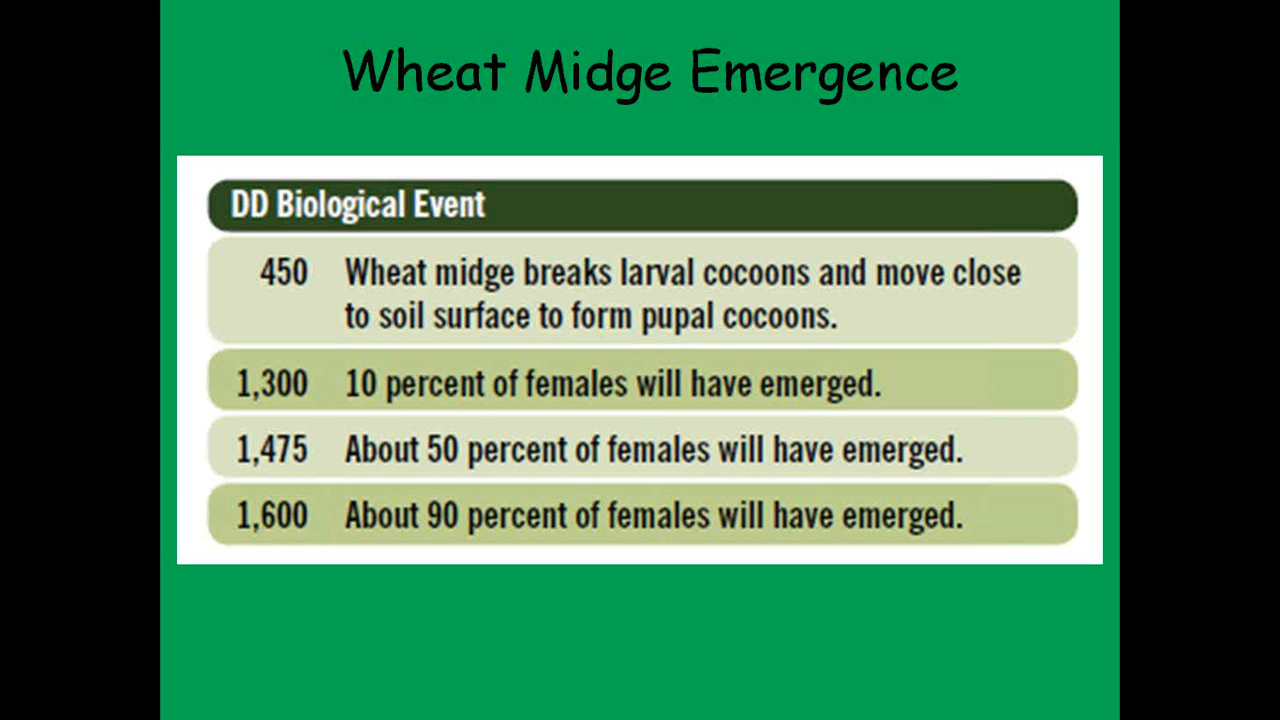 Wheat Midge Emergence
DD Biological Event
450 Wheat midge breaks larval cocoons and move close
to soil surface to form pupal cocoons.
1,300 10 percent of females will have emerged.
1,475 About 50 percent of females will have emerged.
1,600 About 90 percent of females will have emerged.